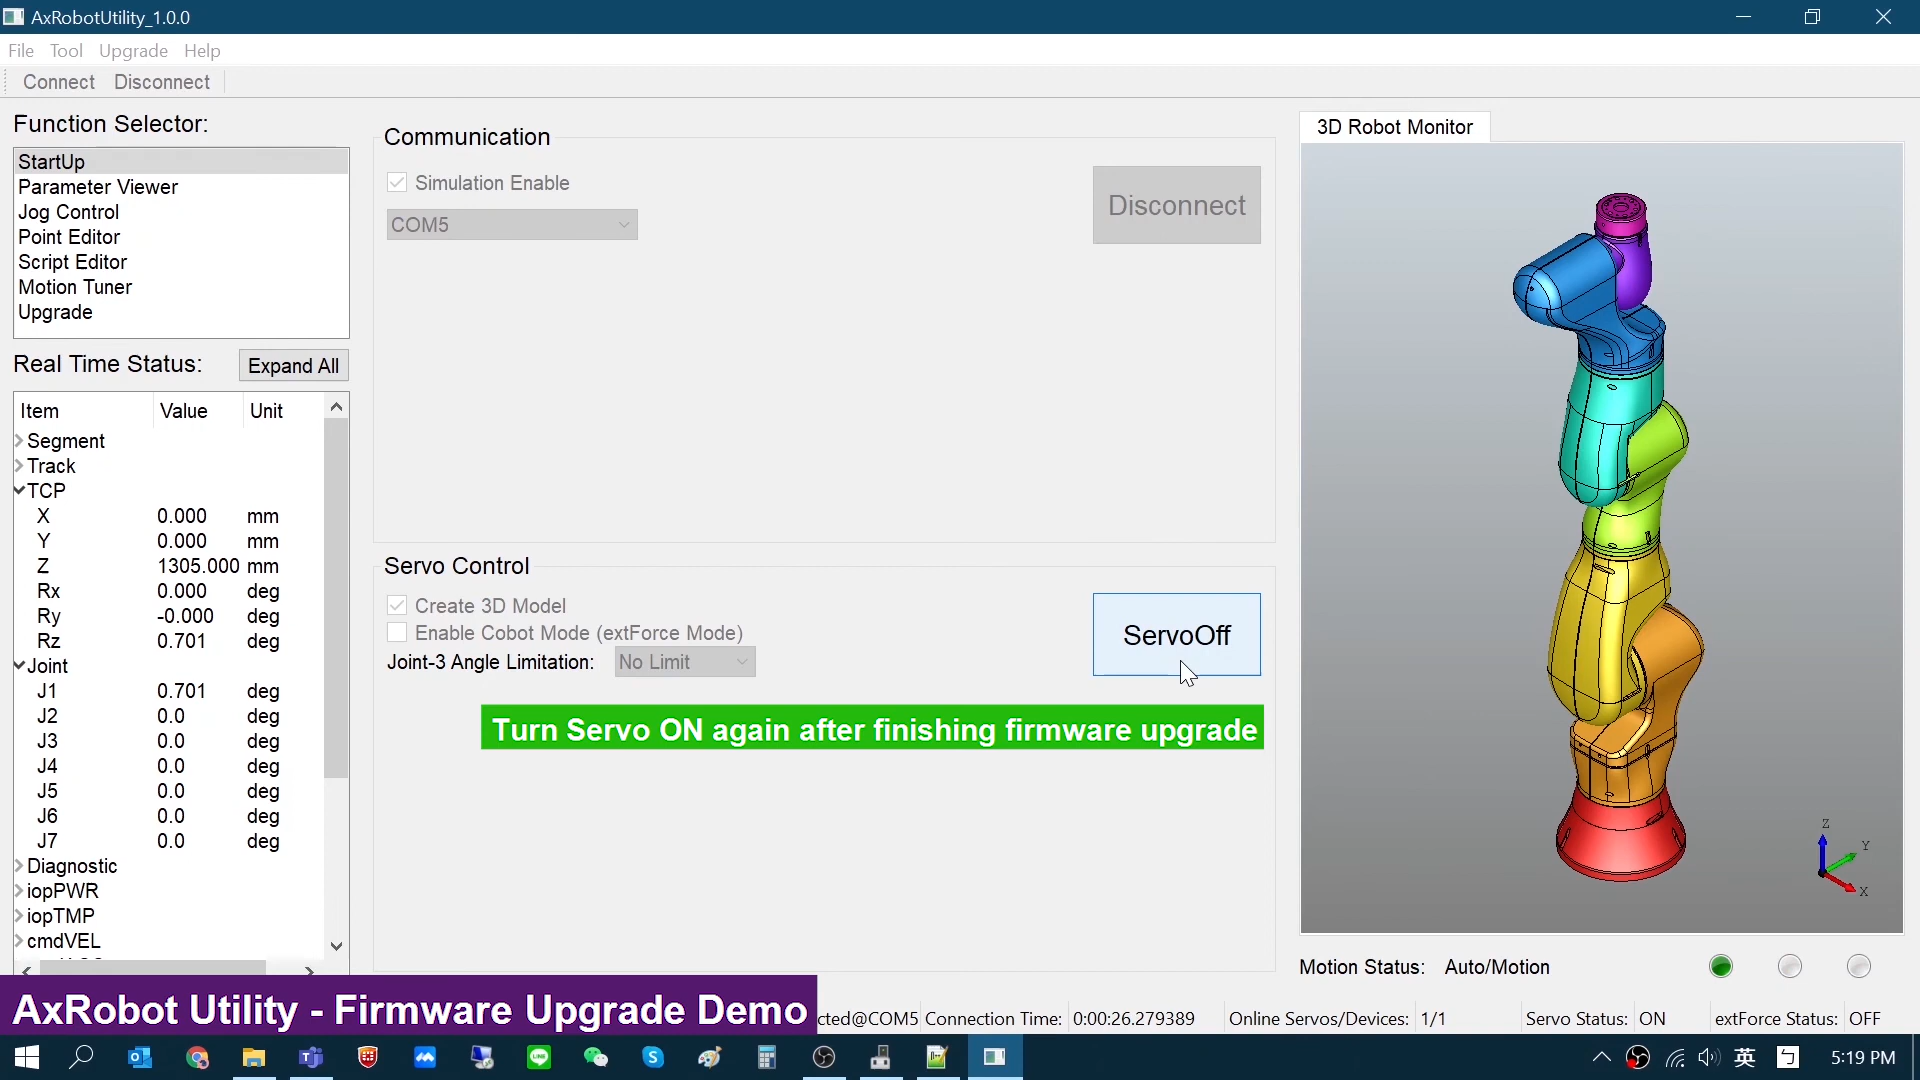 AxRobotUtility_1.0.0
File Tool Upgrade Help
Connect Disconnect
Function Selector:
StartUp
Parameter Viewer
Jog Control
Point Editor
Script Editor
Motion Tuner
Upgrade
Real Time Status:
Expand All
Item Value Unit
Segment
Track
TCP
X 0.000 mm
Y 0.000 mm
Z 1305.000 mm
Rx 0.000 deg
Ry -0.000 deg
Rz 0.701 deg
Joint
J1 0.701 deg
J2 0.0 deg
J3 0.0 deg
J4 0.0 deg
J5 0.0 deg
J6 0.0 deg
J7 0.0 deg
Diagnostic
iopPWR
iopTMP
cmdVEL
Communication
Simulation Enable
COM5
Disconnect
Servo Control
Create 3D Model
Enable Cobot Mode (extForce Mode)
Joint-3 Angle Limitation: No Limit
ServoOff
Turn Servo ON again after finishing firmware upgrade
3D Robot Monitor
Z
Y
X
Motion Status: Auto/Motion
AxRobot Utility - Firmware Upgrade Demo
cted@COM5 Connection Time: 0:00:26.279389 Online Servos/Devices: 1/1 Servo Status: ON extForce Status: OFF
英
5:19 PM